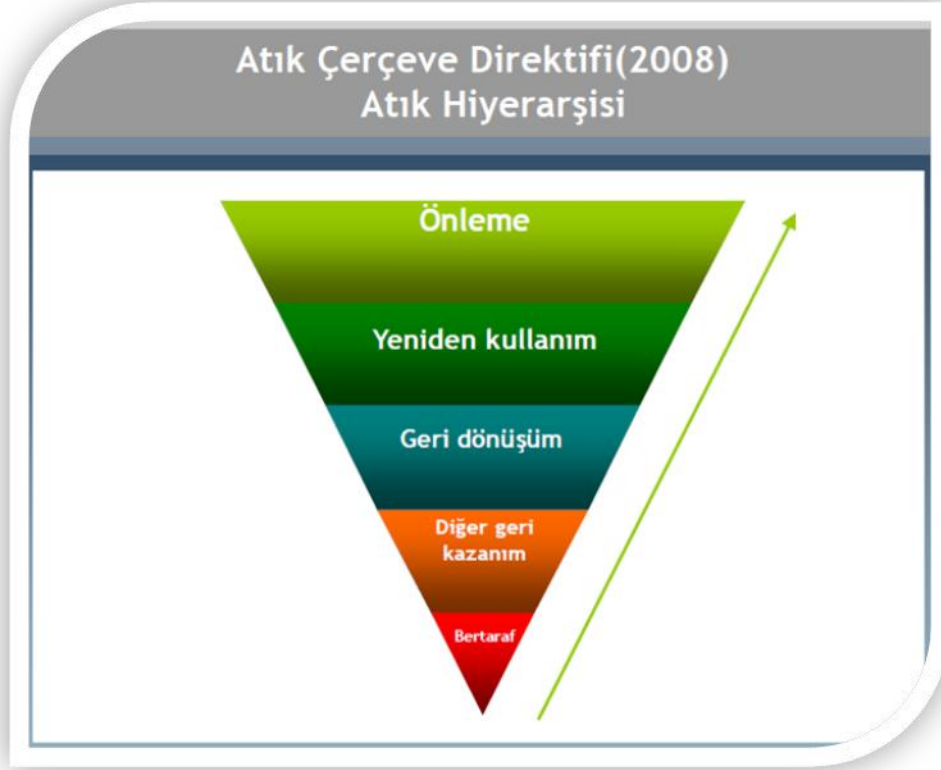 Atık Çerçeve Direktifi(2008)
Atık Hiyerarşisi
Önleme
Yeniden kullanım
Geri dönüşüm
Diğer geri
kazanım
Bertaraf